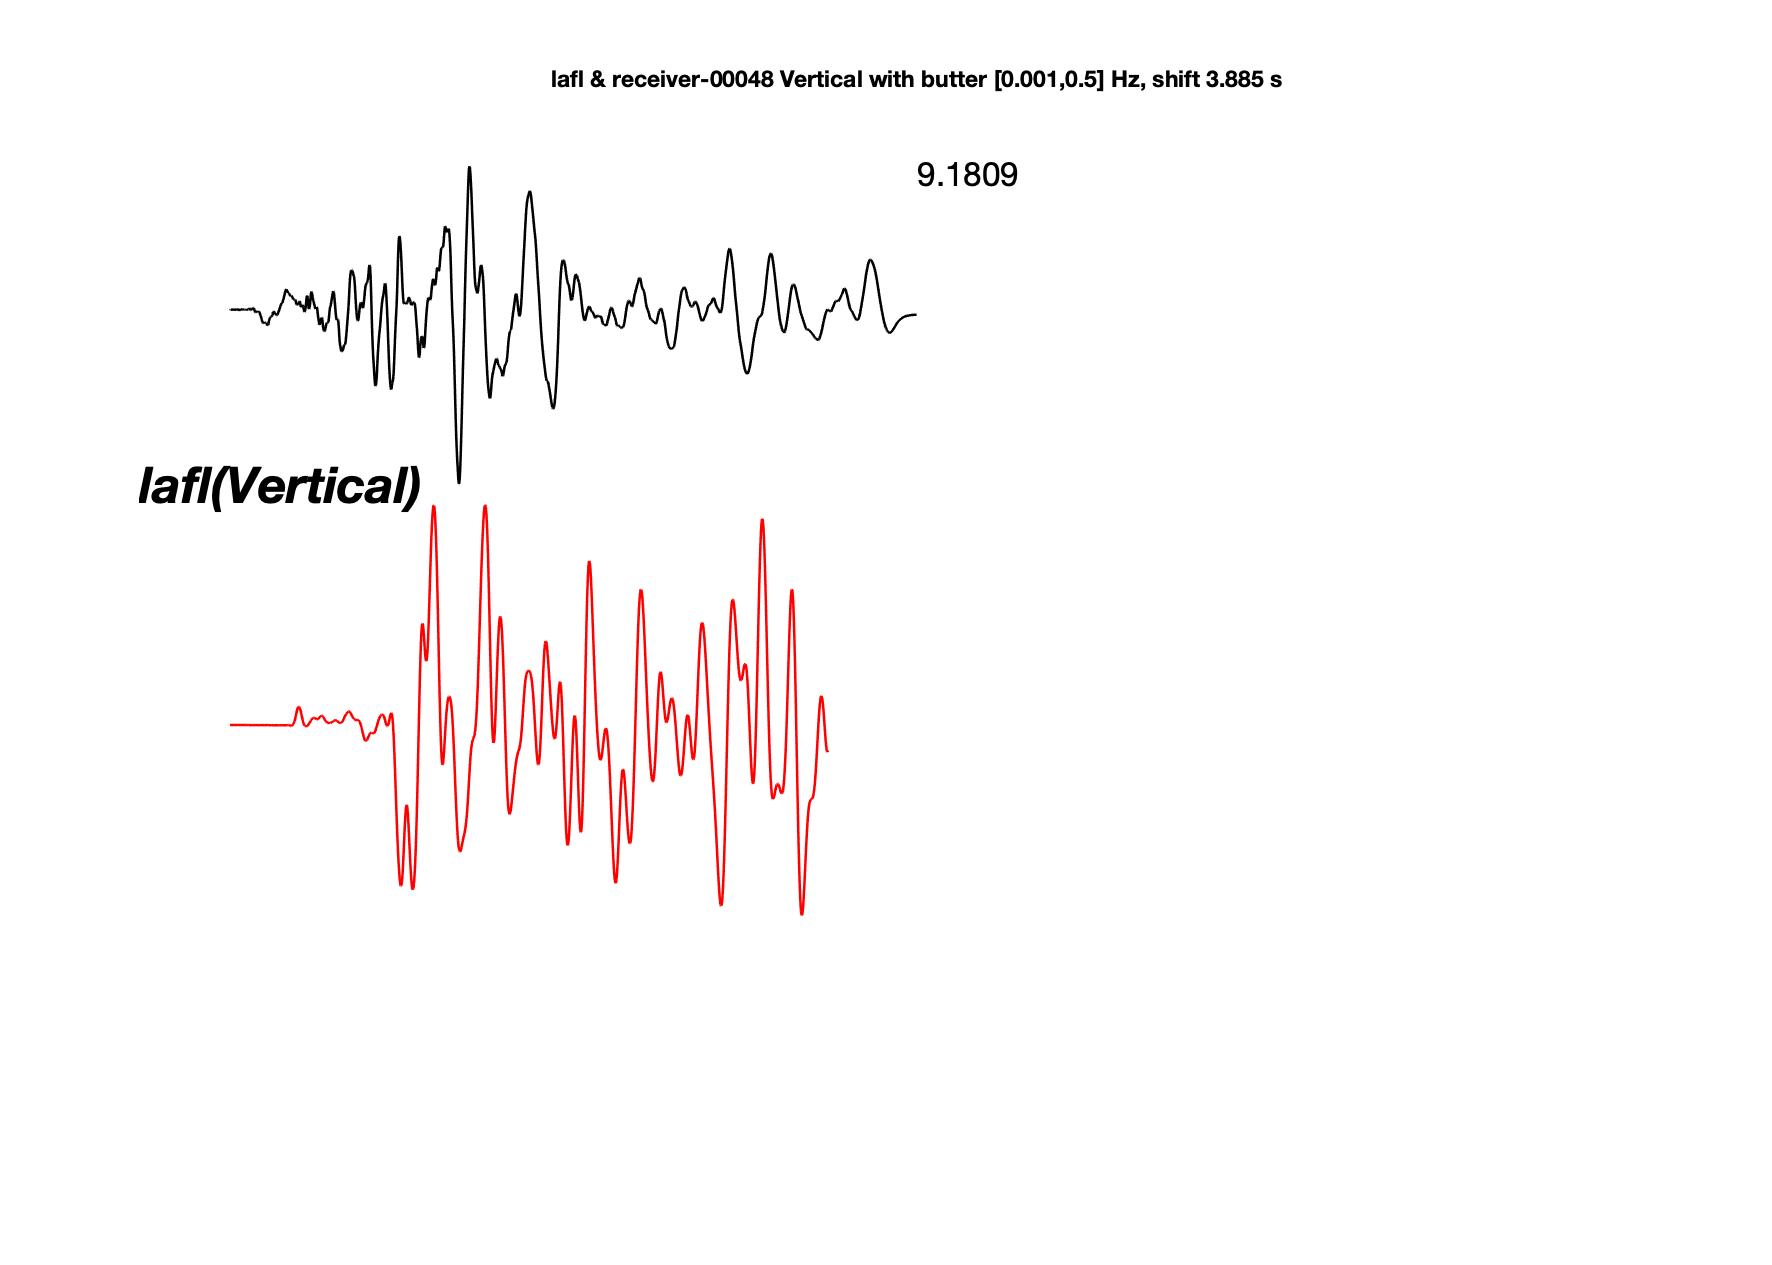 lafl & receiver-00048 Vertical with butter [0.001,0.5] Hz, shift 3.885 s
9.1809
lafl(Vertical)